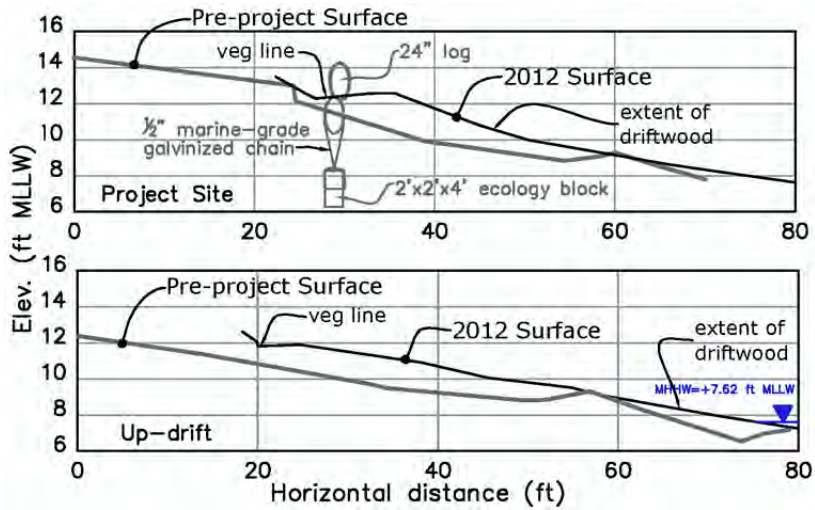 Elev. (ft MLLW)
16
14
12
10
8
6
Pre-project Surface
veg line
24" log
2012 Surface
extent of
driftwood
½" marine-grade
galvinized chain
2'x2'x4' ecology block
Project Site
0
20
40
60
80
16
14
12
10
8
6
Pre-project Surface
veg line
2012 Surface
extent of
driftwood
MHHW=+7.62 ft MLLW
Up-drift
0
20
40
60
80
Horizontal distance (ft)